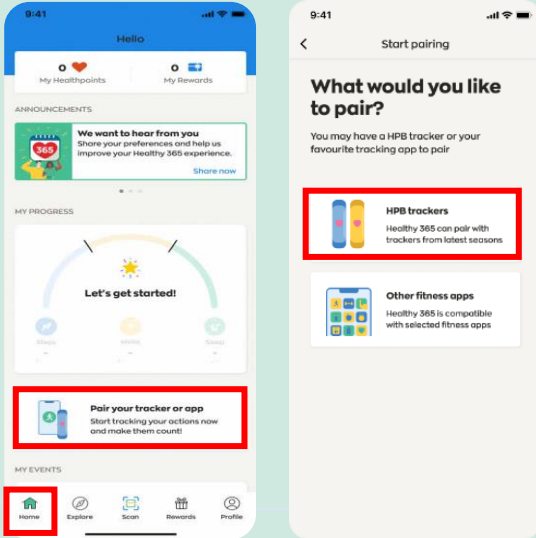 9:41
Hello
0
0
My Healthpoints
My Rewards
ANNOUNCEMENTS
365
We want to hear from you
Share your preferences and help us
improve your Healthy 365 experience.
Share now
MY PROGRESS
Let's get started!
Steps
MVPA
Sleep
Pair your tracker or app
Start tracking your actions now
and make them count!
MY EVENTS
Home
Explore
Scan
Rewards
Profile
9:41
Start pairing
What would you like
to pair?
You may have a HPB tracker or your
favourite tracking app to pair
HPB trackers
Healthy 365 can pair with
trackers from latest seasons
Other fitness apps
Healthy 365 is compatible
with selected fitness apps